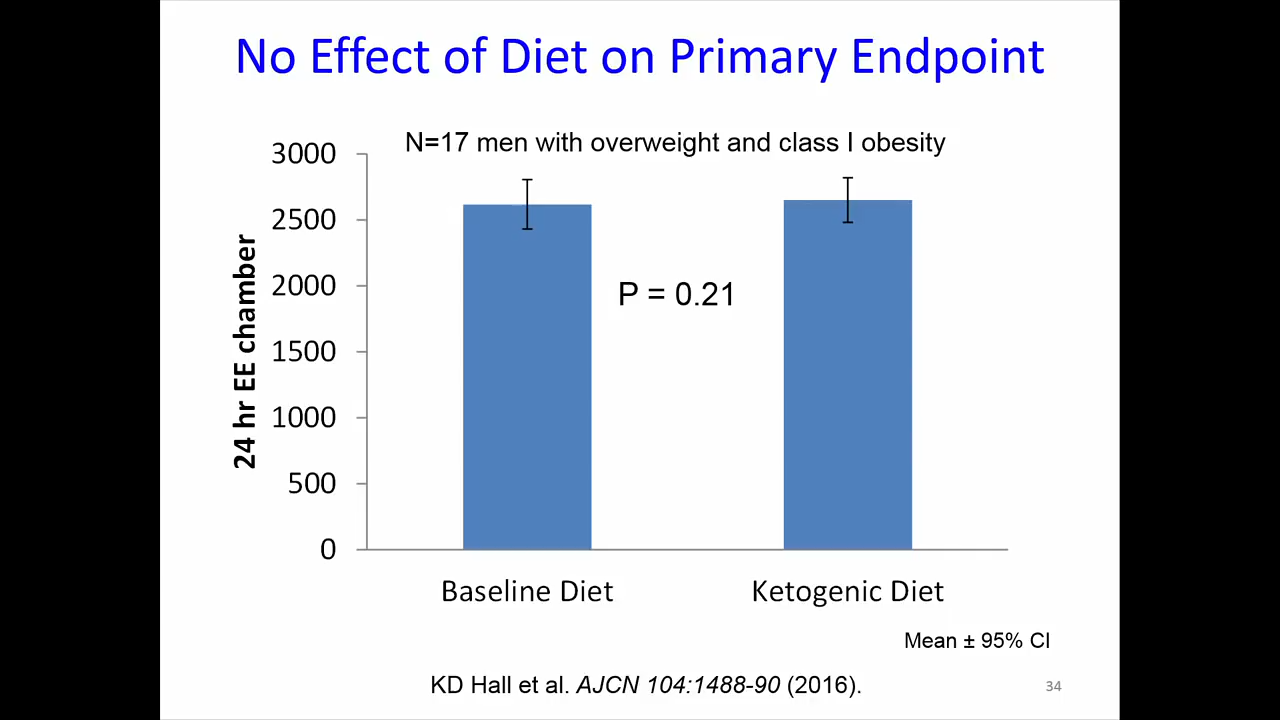 No Effect of Diet on Primary Endpoint
N=17 men with overweight and class I obesity
3000
2500
2000
1500
1000
500
0
24 hr EE chamber
P = 0.21
Baseline Diet
Ketogenic Diet
Mean ± 95% CI
KD Hall et al. AJCN 104:1488-90 (2016).
34